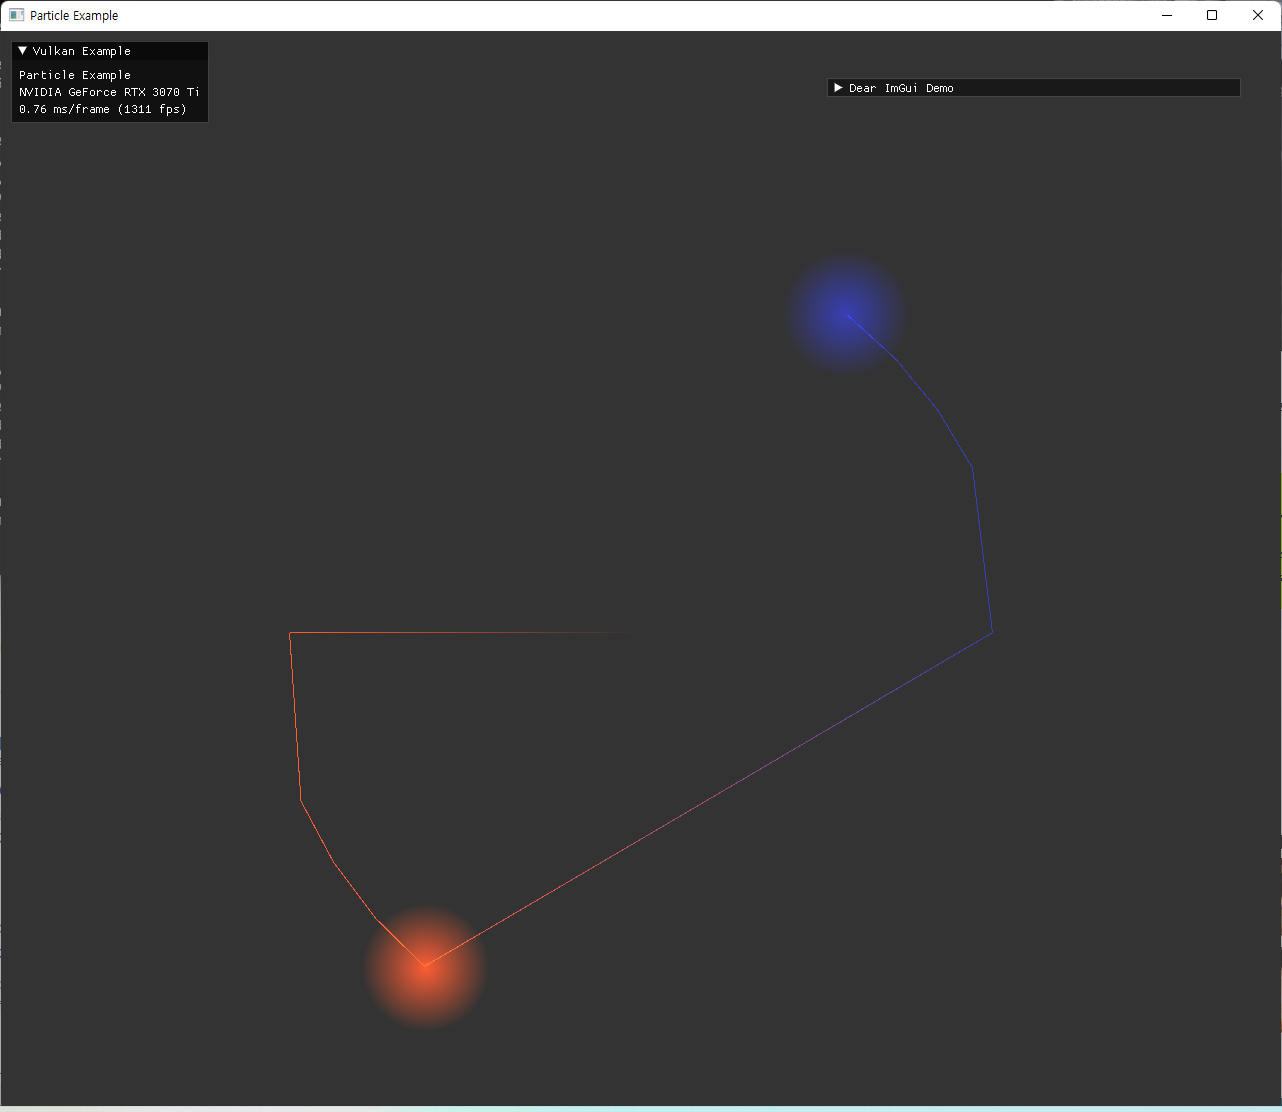 Particle Example
Vulkan Example
Particle Example
NVIDIA GeForce RTX 3070 Ti
0.76 ms/frame (1311 fps)
Dear ImGui Demo